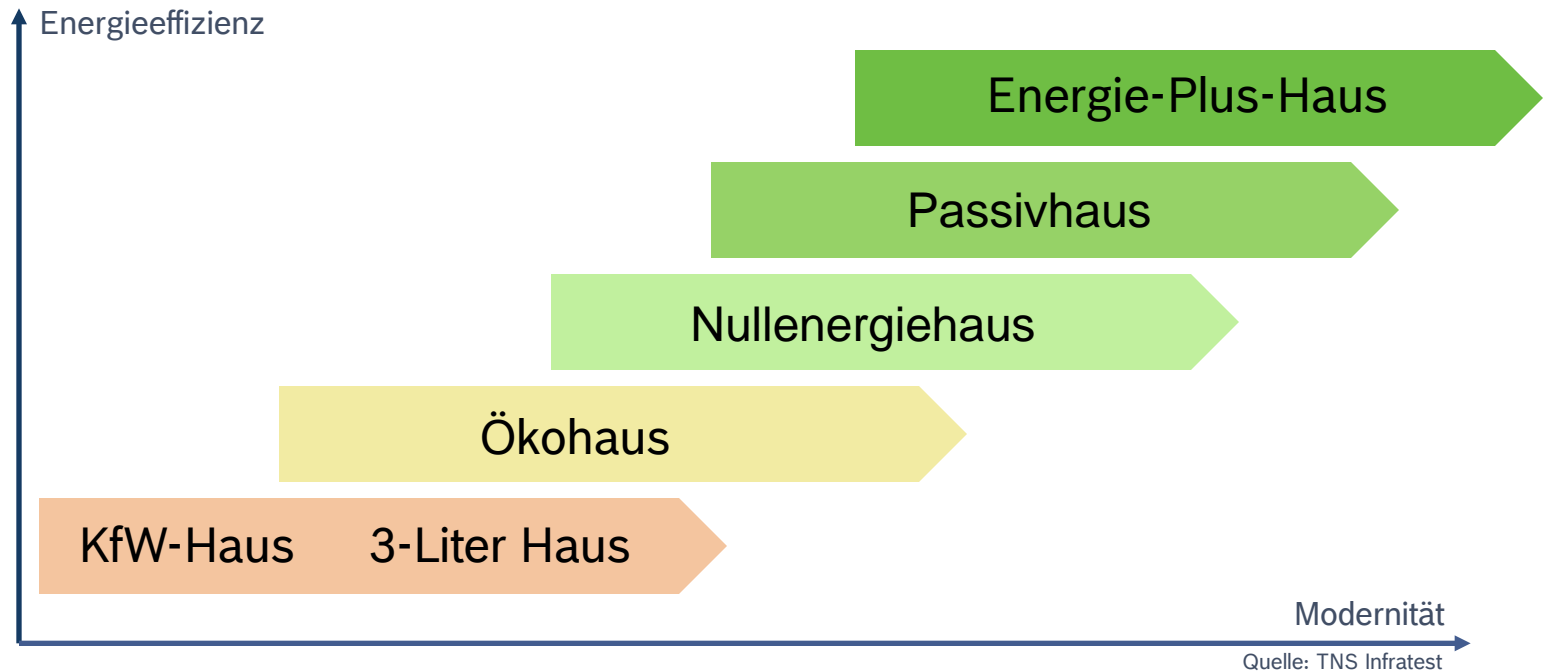 Energieeffizienz
Energie-Plus-Haus
Passivhaus
Nullenergiehaus
Ökohaus
KfW-Haus 3-Liter Haus
Modernität
Quelle: TNS Infratest